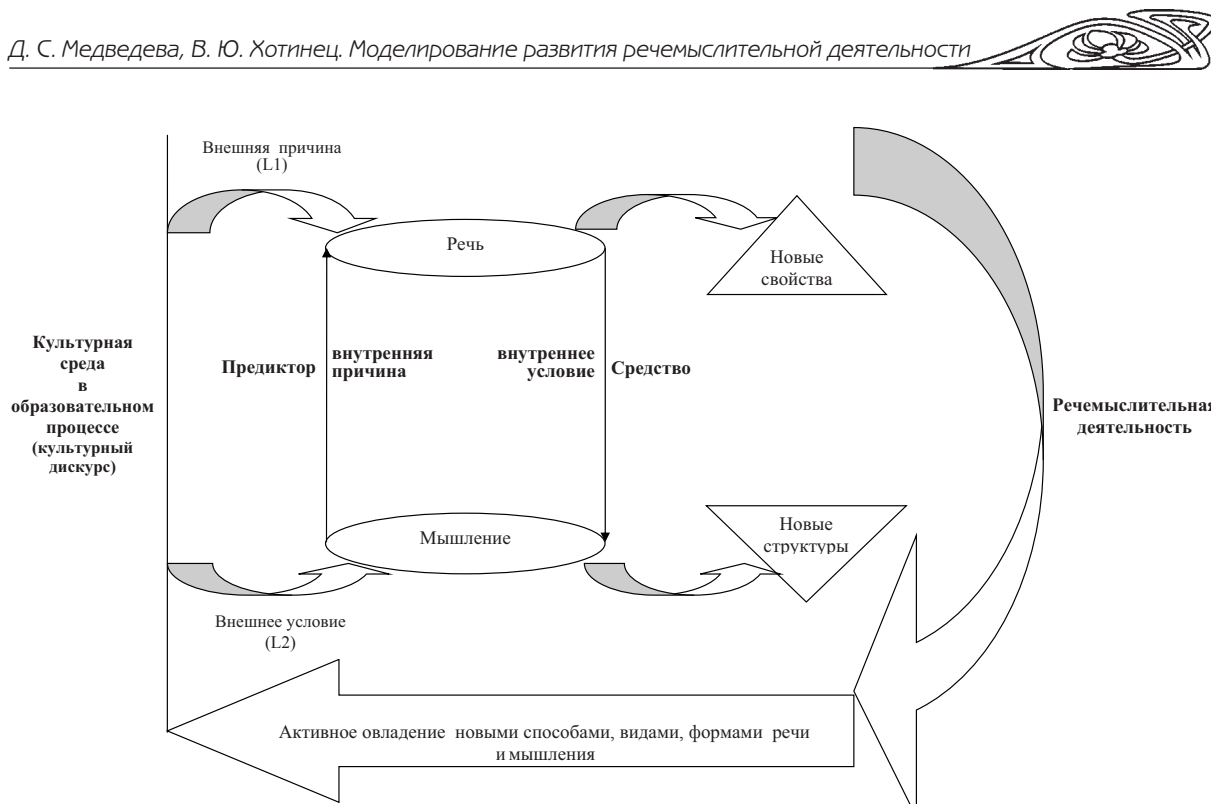 Д. С. Медведева, В. Ю. Хотинец. Моделирование развития речемыслительной деятельности
Внешняя причина
(L1)
Речь
Новые
свойства
Культурная
среда
в
образовательном
процессе
(культурный
дискурс)
Предиктор
внутренняя
причина
внутреннее
условие
Средство
Речемыслительная
деятельность
Мышление
Новые
структуры
Внешнее условие
(L2)
Активное овладение новыми способами, видами, формами речи
и мышления